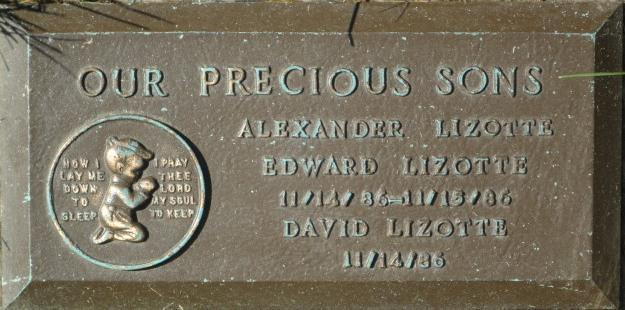 OUR PRECIOUS SONS
ALEXANDER LIZOTTE
EDWARD LIZOTTE
11/14/86-11/15/86
DAVID LIZOTTE
11/14/86
NOW I
LAY ME
DOWN
TO
SLEEP
I PRAY
THEE
LORD
MY SOUL
TO KEEP